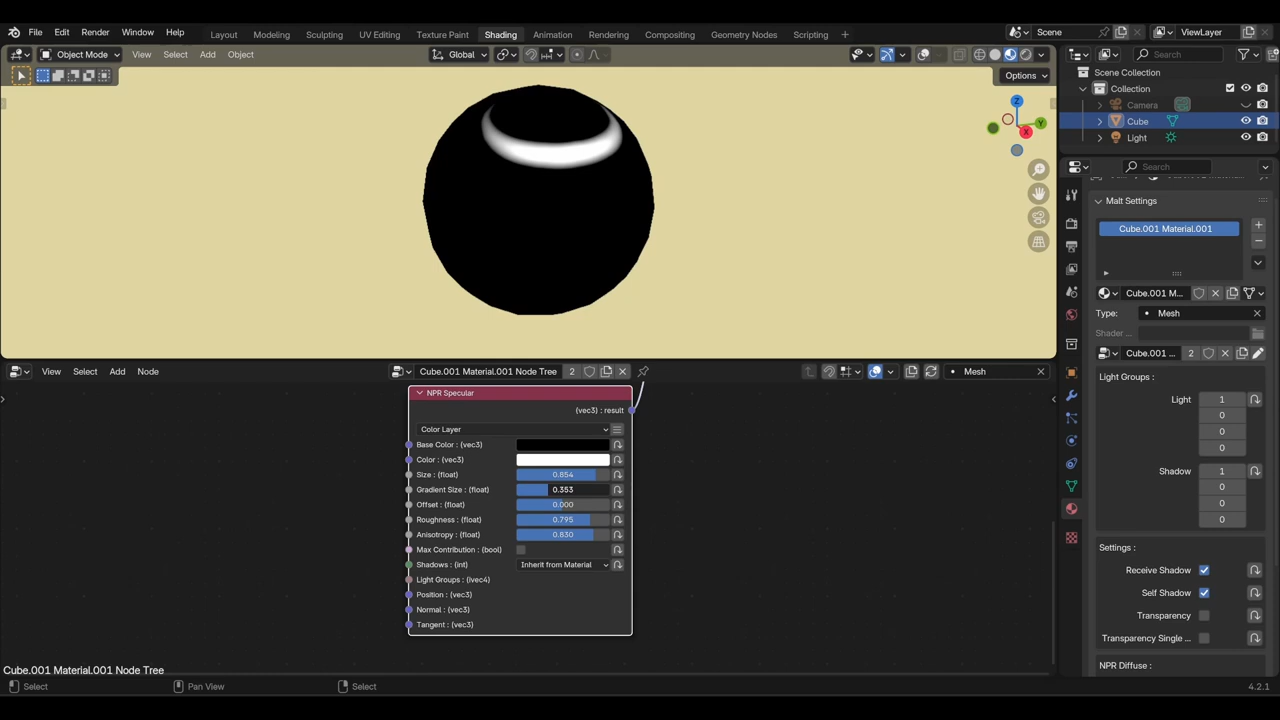 File Edit Render Window Help Layout Modeling Sculpting UV Editing Texture Paint Shading Animation Rendering Compositing Geometry Nodes Scripting + Scene ViewLayer
Object Mode View Select Add Object Global Search
Options
Scene Collection
Collection
Camera
Cube
Light
Z
Y
X
Search
Malt Settings
Cube.001 Material.001
Cube.001 M...
Type: Mesh
Shader ...
Cube.001 ... 2
Light Groups :
Light 1
0
0
0
Shadow 1
0
0
0
Settings :
Receive Shadow
Self Shadow
Transparency
Transparency Single ...
NPR Diffuse :
View Select Add Node Cube.001 Material.001 Node Tree 2 Mesh
NPR Specular
(vec3) : result
Color Layer
Base Color : (vec3)
Color : (vec3)
Size : (float) 0.854
Gradient Size : (float) 0.353
Offset : (float) 0.000
Roughness : (float) 0.795
Anisotropy : (float) 0.830
Max Contribution : (bool)
Shadows : (int) Inherit from Material
Light Groups : (ivec4)
Position : (vec3)
Normal : (vec3)
Tangent : (vec3)
Cube.001 Material.001 Node Tree
Select Pan View Select 4.2.1